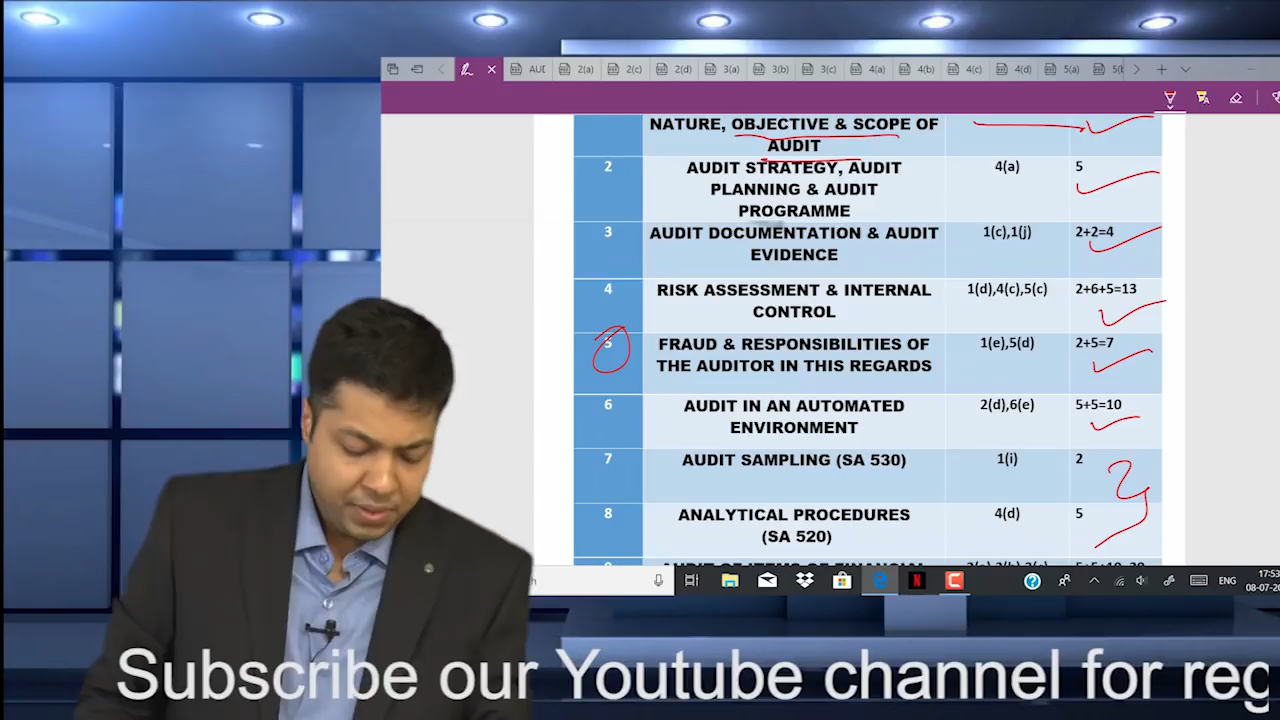 AUD 2(a) 2(c) 2(d) 3(a) 3(b) 3(c) 4(a) 4(b) 4(c) 4(d) 5(a)
NATURE, OBJECTIVE & SCOPE OF
AUDIT
2 AUDIT STRATEGY, AUDIT 4(a) 5
PLANNING & AUDIT
PROGRAMME
3 AUDIT DOCUMENTATION & AUDIT 1(c),1(j) 2+2=4
EVIDENCE
4 RISK ASSESSMENT & INTERNAL 1(d),4(c),5(c) 2+6+5=13
CONTROL
5 FRAUD & RESPONSIBILITIES OF 1(e),5(d) 2+5=7
THE AUDITOR IN THIS REGARDS
6 AUDIT IN AN AUTOMATED 2(d),6(e) 5+5=10
ENVIRONMENT
7 AUDIT SAMPLING (SA 530) 1(i) 2
8 ANALYTICAL PROCEDURES 4(d) 5
(SA 520)
ENG
17:53
08-07-20
Subscribe our Youtube channel for reg